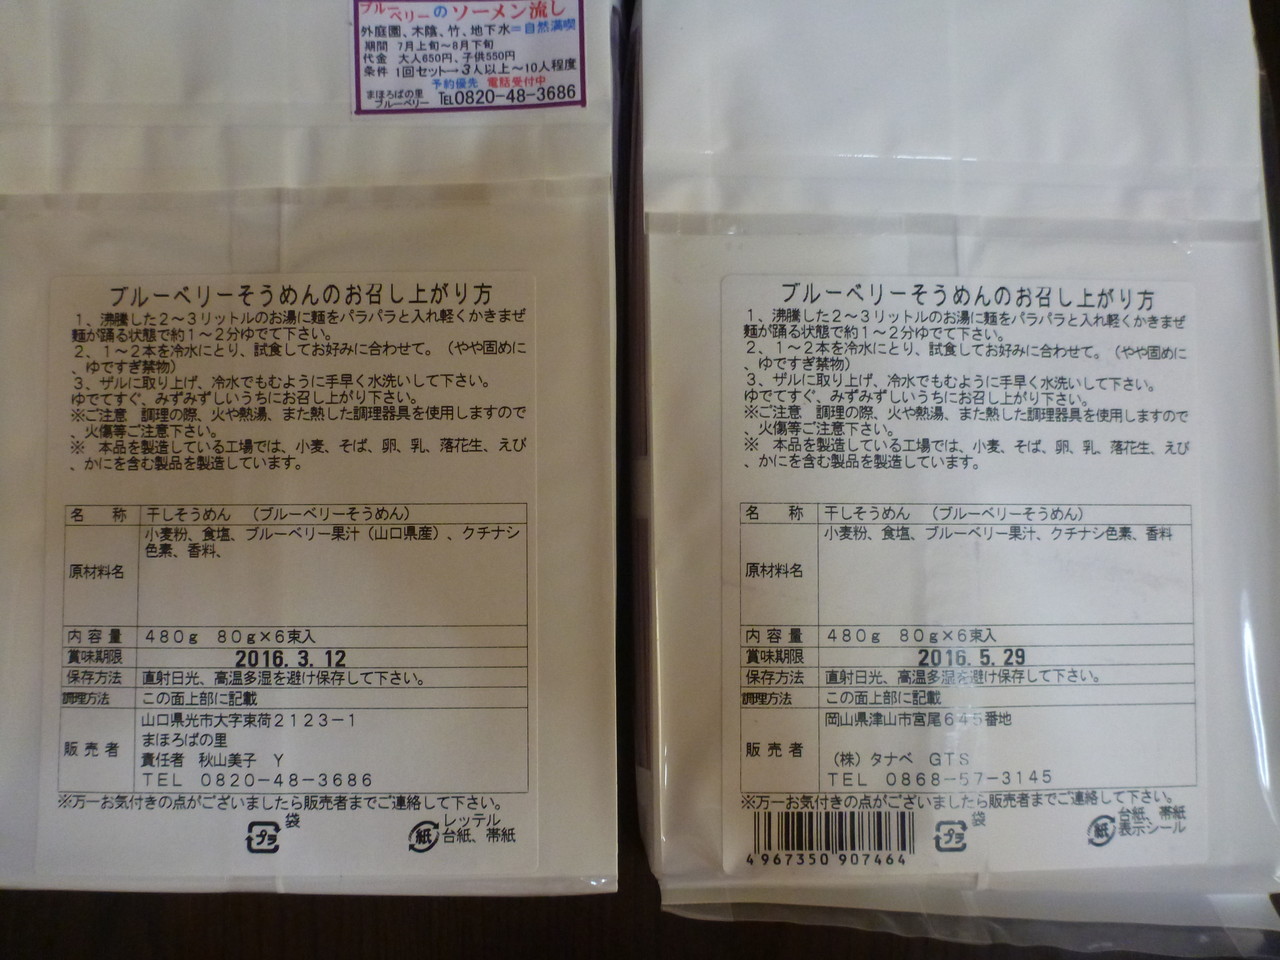 ブルーベリーのソーメン流し
外庭園、木陰、竹、地下水=自然満喫
期間 7月上旬〜8月下旬
代金 大人650円、子供550円
条件 1回セット→3人以上〜10人程度
予約優先 電話受付中
まほろばの里
ブルーベリー TEL0820-48-3686
ブルーベリーそうめんのお召し上がり方
1、沸騰した2〜3リットルのお湯に麺をパラパラと入れ軽くかきまぜ
麺が踊る状態で約1〜2分ゆでて下さい。
2、1〜2本を冷水にとり、試食してお好みに合わせて。(やや固めに
、ゆですぎ禁物)
3、ザルに取り上げ、冷水でもむように手早く水洗いして下さい。
ゆでてすぐ、みずみずしいうちにお召し上がり下さい。
※ご注意 調理の際、火や熱湯、また熱した調理器具を使用しますので
、火傷等ご注意下さい。
※ 本品を製造している工場では、小麦、そば、卵、乳、落花生、えび
、かにを含む製品を製造しています。
名 称 干しそうめん (ブルーベリーそうめん)
原材料名 小麦粉、食塩、ブルーベリー果汁(山口県産)、クチナシ
色素、香料、
内容量 480g 80g×6束入
賞味期限 2016.3.12
保存方法 直射日光、高温多湿を避け保存して下さい。
調理方法 この面上部に記載
販売者 山口県光市大字束荷2123-1
まほろばの里
責任者 秋山美子 Y
TEL 0820-48-3686
※万一お気付きの点がございましたら販売者までご連絡して下さい。
プラ 袋
紙 レッテル
台紙、帯紙
ブルーベリーそうめんのお召し上がり方
1、沸騰した2〜3リットルのお湯に麺をパラパラと入れ軽くかきまぜ
麺が踊る状態で約1〜2分ゆでて下さい。
2、1〜2本を冷水にとり、試食してお好みに合わせて。(やや固めに
、ゆですぎ禁物)
3、ザルに取り上げ、冷水でもむように手早く水洗いして下さい。
ゆでてすぐ、みずみずしいうちにお召し上がり下さい。
※ご注意 調理の際、火や熱湯、また熱した調理器具を使用しますので
、火傷等ご注意下さい。
※ 本品を製造している工場では、小麦、そば、卵、乳、落花生、えび
、かにを含む製品を製造しています。
名 称 干しそうめん (ブルーベリーそうめん)
原材料名 小麦粉、食塩、ブルーベリー果汁、クチナシ色素、香料
内容量 480g 80g×6束入
賞味期限 2016.5.29
保存方法 直射日光、高温多湿を避け保存して下さい。
調理方法 この面上部に記載
販売者 岡山県津山市宮尾645番地
(株)タナベ GTS
TEL 0868-57-3145
※万一お気付きの点がございましたら販売者までご連絡して下さい。
4 967350 907464
プラ 袋
紙 台紙、帯紙
表示シール